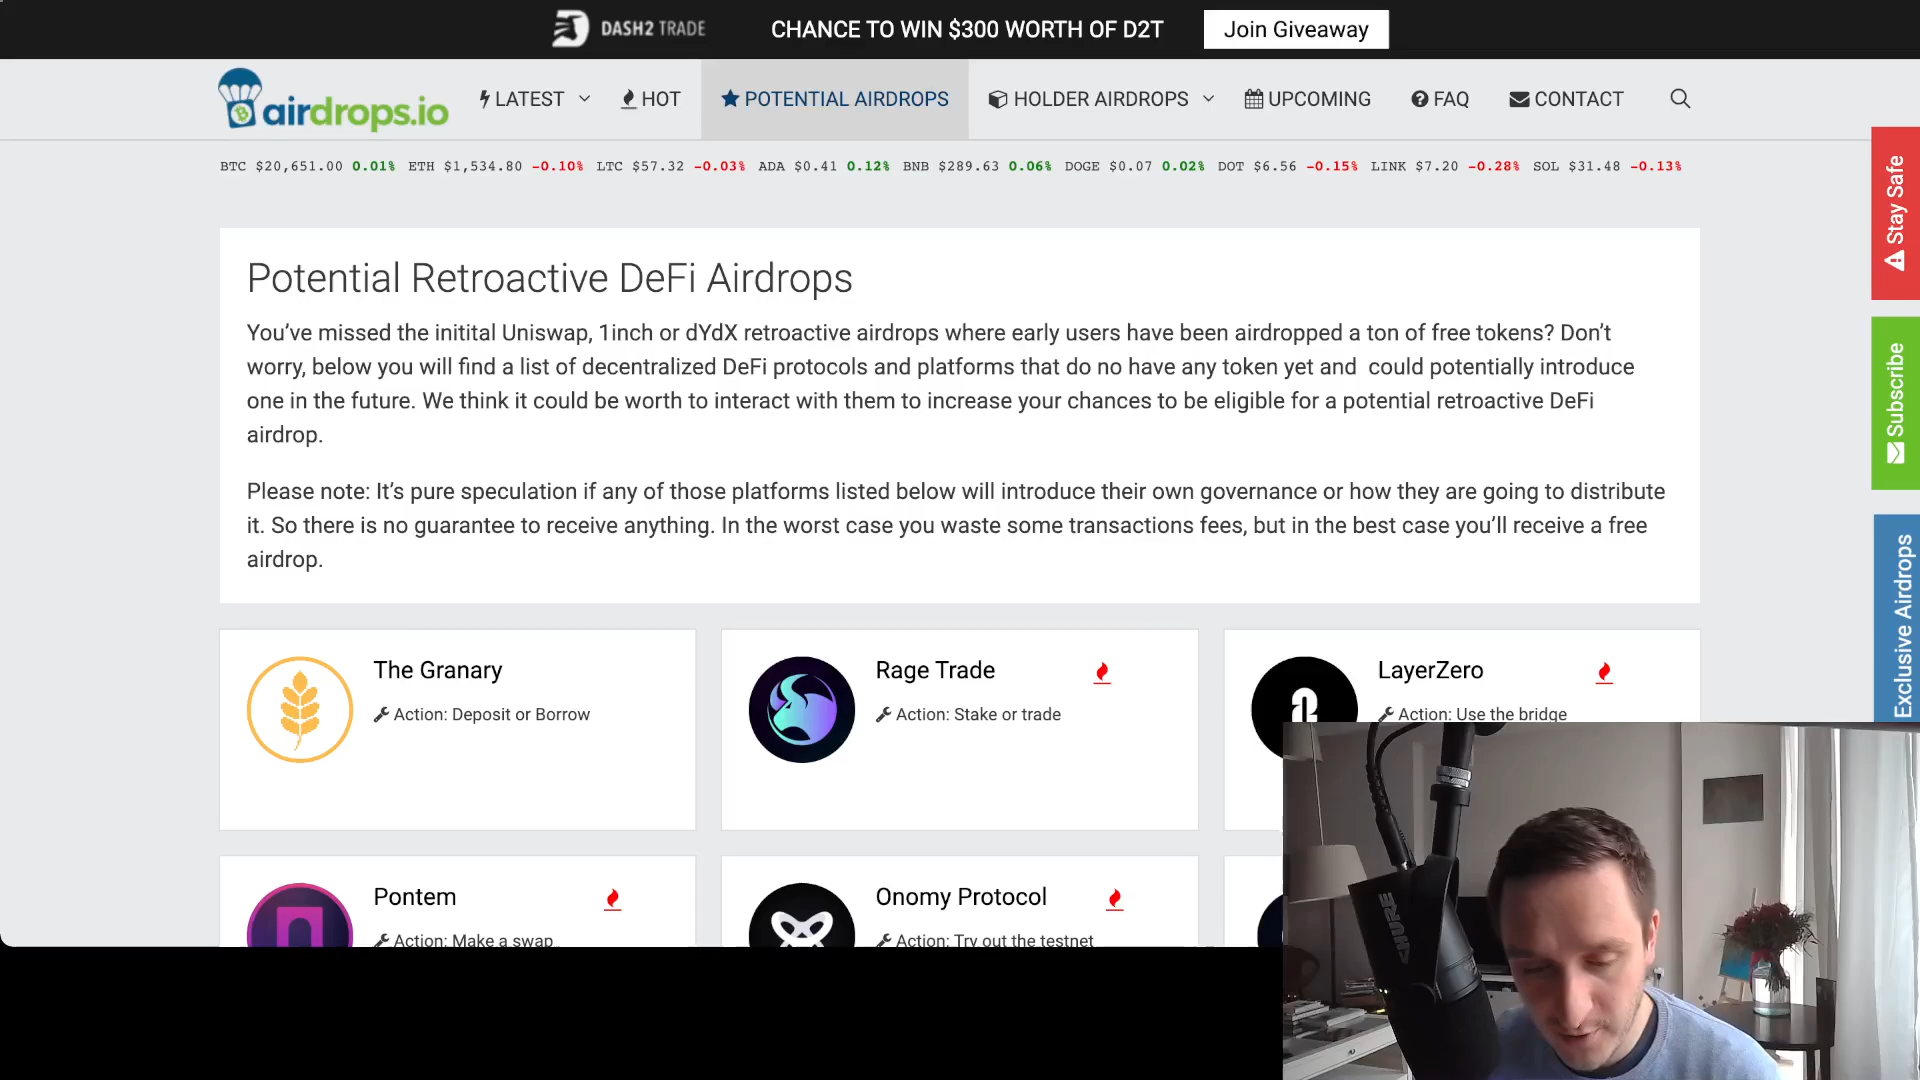 DASH2 TRADE
CHANCE TO WIN $300 WORTH OF D2T
Join Giveaway
airdrops.io
LATEST
HOT
POTENTIAL AIRDROPS
HOLDER AIRDROPS
UPCOMING
FAQ
CONTACT
BTC $20,651.00 0.01% ETH $1,534.80 -0.10% LTC $57.32 -0.03% ADA $0.41 0.12% BNB $289.63 0.06% DOGE $0.07 0.02% DOT $6.56 -0.15% LINK $7.20 -0.28% SOL $31.48 -0.13%
Stay Safe
Subscribe
Exclusive Airdrops
Potential Retroactive DeFi Airdrops
You’ve missed the initital Uniswap, 1inch or dYdX retroactive airdrops where early users have been airdropped a ton of free tokens? Don’t
worry, below you will find a list of decentralized DeFi protocols and platforms that do no have any token yet and could potentially introduce
one in the future. We think it could be worth to interact with them to increase your chances to be eligible for a potential retroactive DeFi
airdrop.
Please note: It’s pure speculation if any of those platforms listed below will introduce their own governance or how they are going to distribute
it. So there is no guarantee to receive anything. In the worst case you waste some transactions fees, but in the best case you’ll receive a free
airdrop.
The Granary
Action: Deposit or Borrow
Rage Trade
Action: Stake or trade
LayerZero
Action: Use the bridge
Pontem
Action: Make a swap
Onomy Protocol
Action: Try out the testnet
SHURE